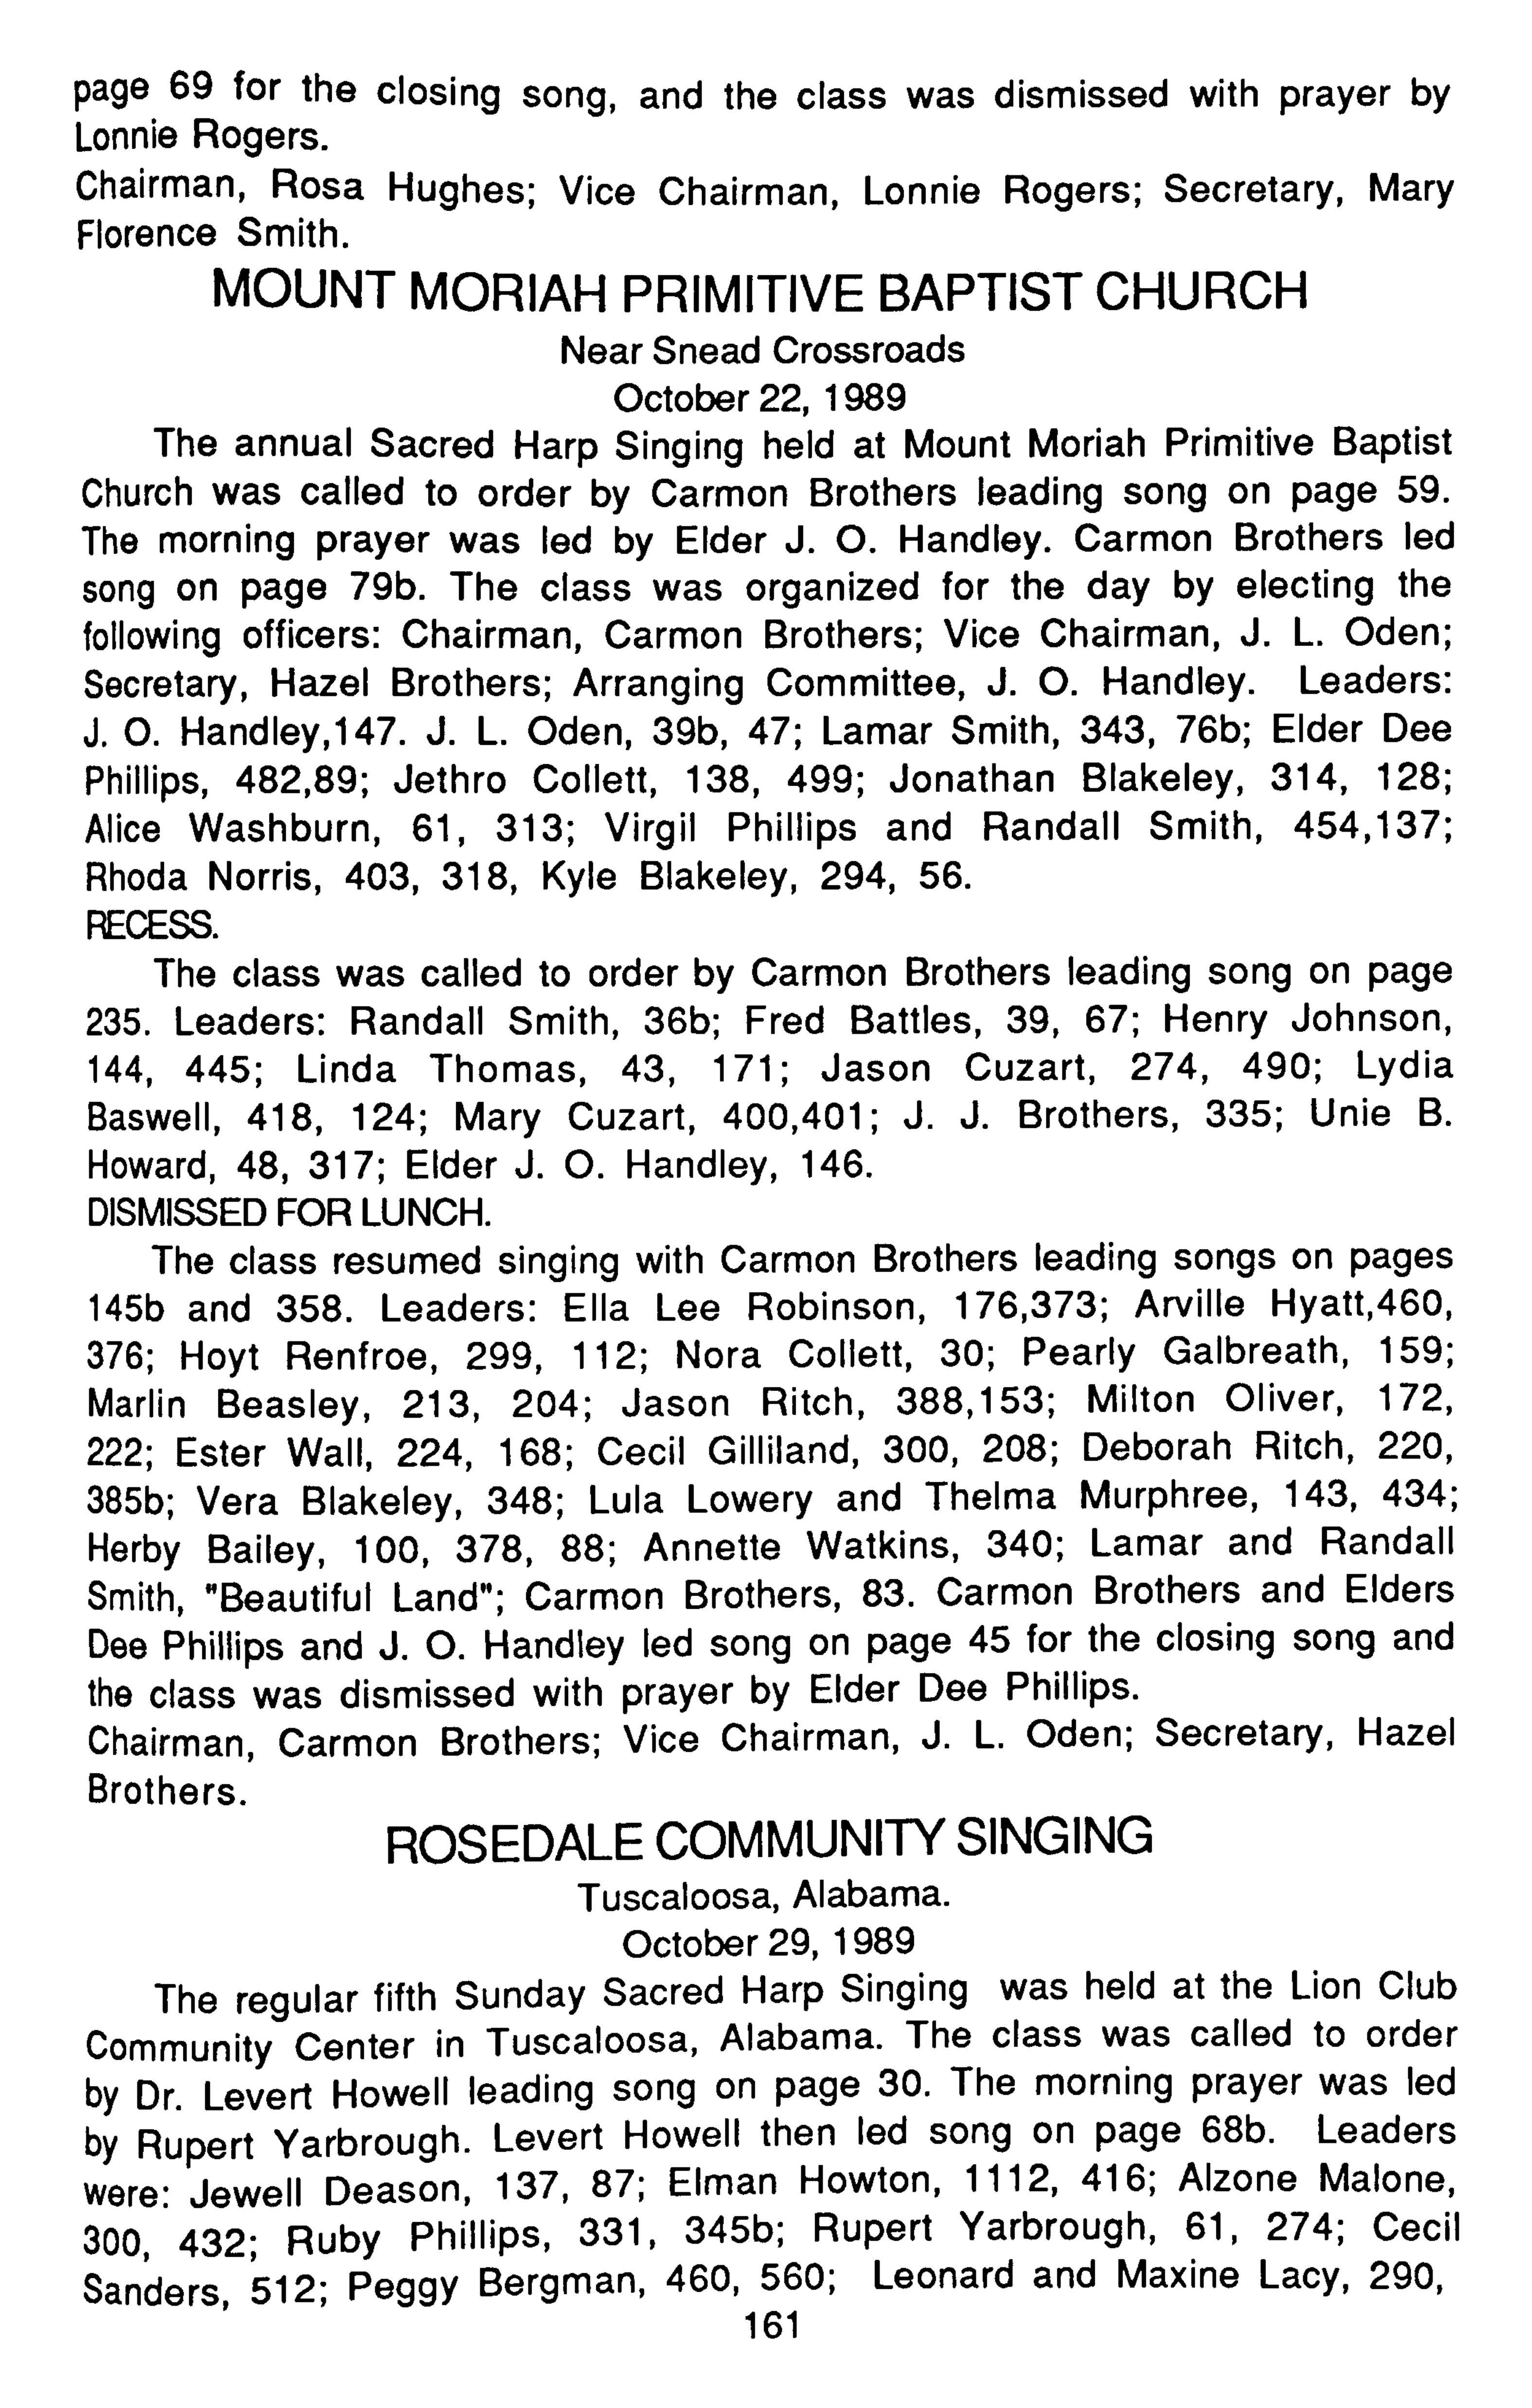 page 69 for the closing song, and the class was dismissed with prayer by
Lonnie Rogers.
Chairman, Rosa Hughes; Vice Chairman, Lonnie Rogers; Secretary, Mary
Florence Smith.
MOUNT MORIAH PRIMITIVE BAPTIST CHURCH
Near Snead Crossroads
October 22, 1989
The annual Sacred Harp Singing held at Mount Moriah Primitive Baptist
Church was called to order by Carmon Brothers leading song on page 59.
The morning prayer was led by Elder J. O. Handley. Carmon Brothers led
song on page 79b. The class was organized for the day by electing the
following officers: Chairman, Carmon Brothers; Vice Chairman, J. L. Oden;
Secretary, Hazel Brothers; Arranging Committee, J. O. Handley. Leaders:
J. O. Handley,147. J. L. Oden, 39b, 47; Lamar Smith, 343, 76b; Elder Dee
Phillips, 482,89; Jethro Collett, 138, 499; Jonathan Blakeley, 314, 128;
Alice Washburn, 61, 313; Virgil Phillips and Randall Smith, 454,137;
Rhoda Norris, 403, 318, Kyle Blakeley, 294, 56.
RECESS.
The class was called to order by Carmon Brothers leading song on page
235. Leaders: Randall Smith, 36b; Fred Battles, 39, 67; Henry Johnson,
144, 445; Linda Thomas, 43, 171; Jason Cuzart, 274, 490; Lydia
Baswell, 418, 124; Mary Cuzart, 400,401; J. J. Brothers, 335; Unie B.
Howard, 48, 317; Elder J. O. Handley, 146.
DISMISSED FOR LUNCH.
The class resumed singing with Carmon Brothers leading songs on pages
145b and 358. Leaders: Ella Lee Robinson, 176,373; Arville Hyatt,460,
376; Hoyt Renfroe, 299, 112; Nora Collett, 30; Pearly Galbreath, 159;
Marlin Beasley, 213, 204; Jason Ritch, 388,153; Milton Oliver, 172,
222; Ester Wall, 224, 168; Cecil Gilliland, 300, 208; Deborah Ritch, 220,
385b; Vera Blakeley, 348; Lula Lowery and Thelma Murphree, 143, 434;
Herby Bailey, 100, 378, 88; Annette Watkins, 340; Lamar and Randall
Smith, "Beautiful Land"; Carmon Brothers, 83. Carmon Brothers and Elders
Dee Phillips and J. O. Handley led song on page 45 for the closing song and
the class was dismissed with prayer by Elder Dee Phillips.
Chairman, Carmon Brothers; Vice Chairman, J. L. Oden; Secretary, Hazel
Brothers.
ROSEDALE COMMUNITY SINGING
Tuscaloosa, Alabama.
October 29, 1989
The regular fifth Sunday Sacred Harp Singing was held at the Lion Club
Community Center in Tuscaloosa, Alabama. The class was called to order
by Dr. Levert Howell leading song on page 30. The morning prayer was led
by Rupert Yarbrough. Levert Howell then led song on page 68b. Leaders
were: Jewell Deason, 137, 87; Elman Howton, 1112, 416; Alzone Malone,
300, 432; Ruby Phillips, 331, 345b; Rupert Yarbrough, 61, 274; Cecil
Sanders, 512; Peggy Bergman, 460, 560; Leonard and Maxine Lacy, 290,
161